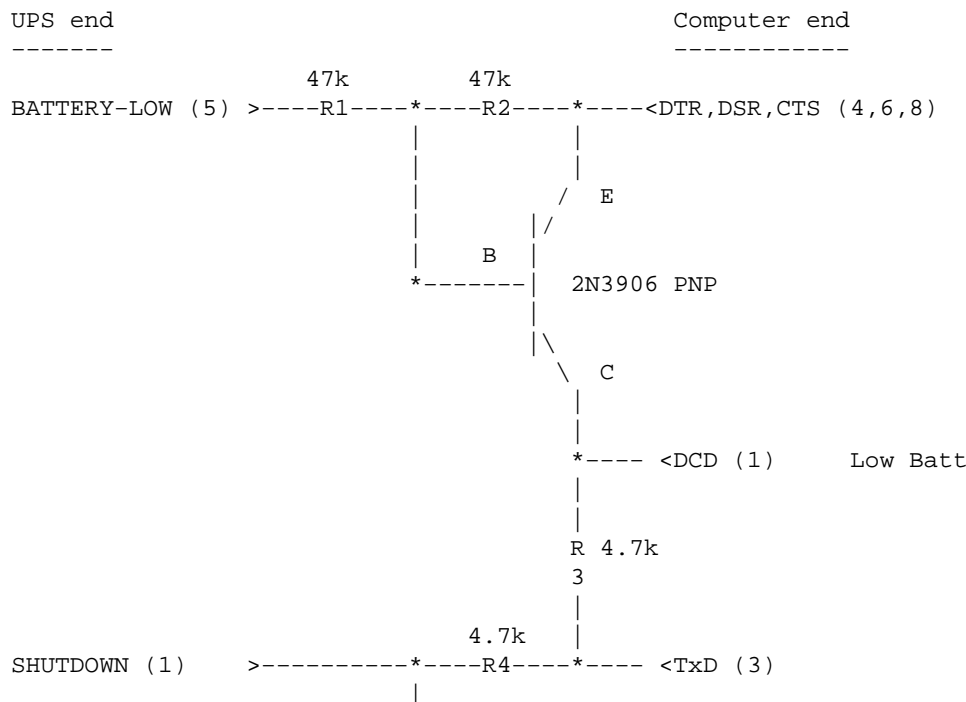 UPS end                                              Computer end
-------                                              ------------
                        47k          47k
BATTERY-LOW (5) >----R1----*----R2----*----<DTR,DSR,CTS (4,6,8)
                                 |            |
                                 |            |
                                 |           / E
                                 |         |/
                                 |     B   |
                                 *-------|  2N3906 PNP
                                           |
                                           |\
                                             \ C
                                              |
                                              |
                                              *---- <DCD (1)      Low Batt
                                              |
                                              |
                                              R 4.7k
                                              3
                                              |
                                     4.7k     |
SHUTDOWN (1)     >----------*----R4----*---- <TxD (3)
                                 |